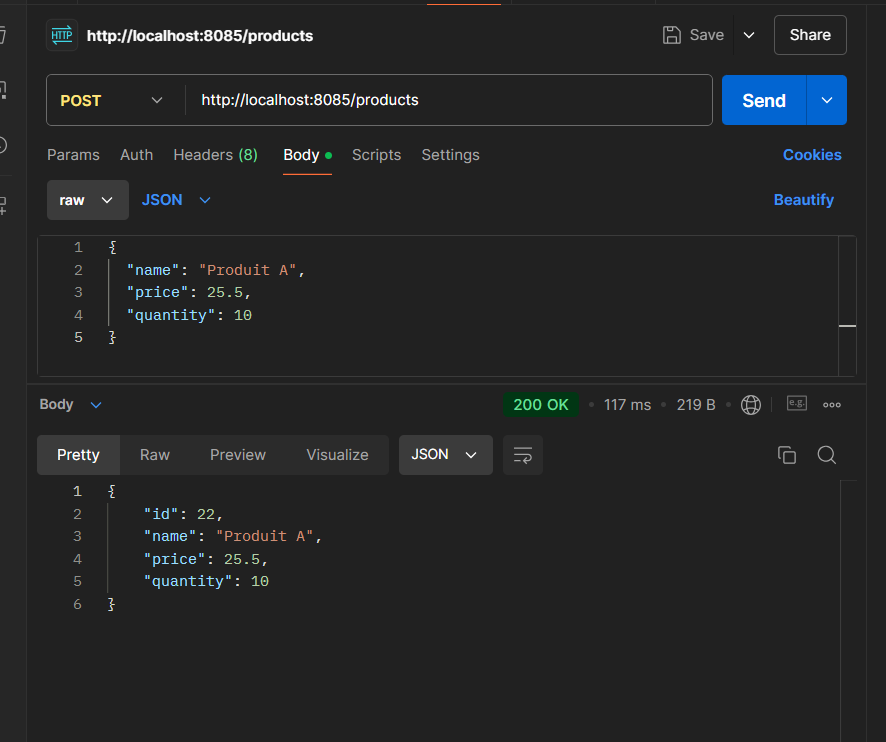 HTTP http://localhost:8085/products Save Share
POST http://localhost:8085/products Send
Params Auth Headers (8) Body Scripts Settings Cookies
raw JSON Beautify
1 {
2 "name": "Produit A",
3 "price": 25.5,
4 "quantity": 10
5 }
Body 200 OK 117 ms 219 B e.g.
Pretty Raw Preview Visualize JSON
1 {
2 "id": 22,
3 "name": "Produit A",
4 "price": 25.5,
5 "quantity": 10
6 }